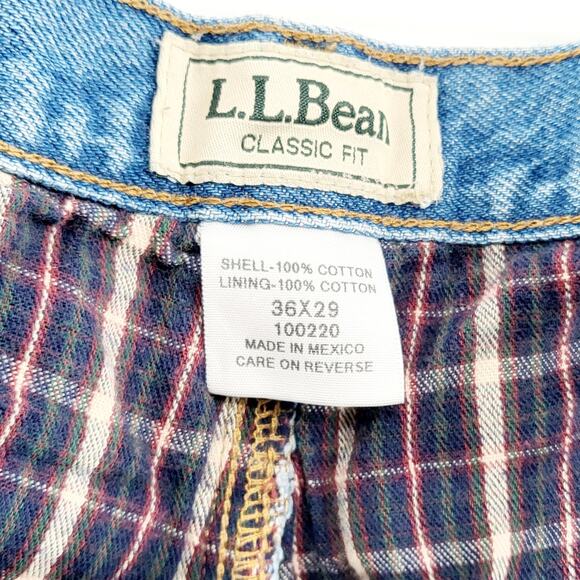 L.L.Bean
CLASSIC FIT
SHELL-100% COTTON
LINING-100% COTTON
36X29
100220
MADE IN MEXICO
CARE ON REVERSE